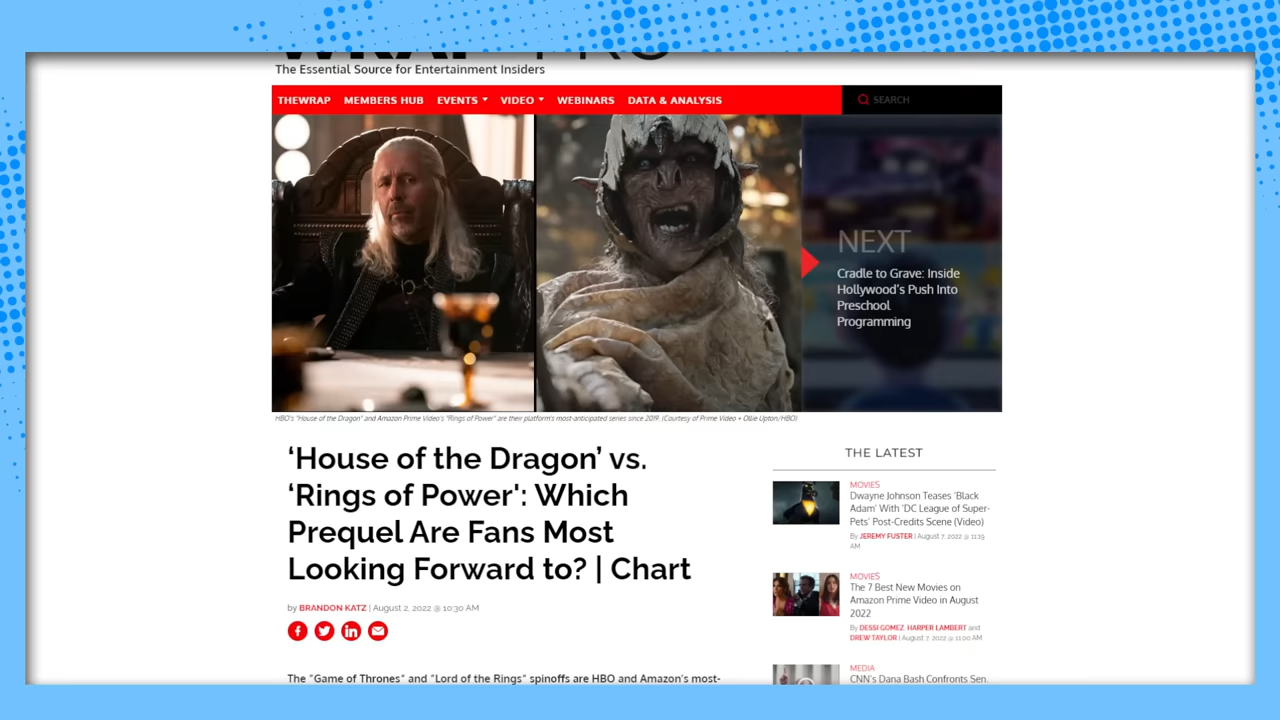 The Essential Source for Entertainment Insiders
THEWRAP MEMBERS HUB EVENTS VIDEO WEBINARS DATA & ANALYSIS SEARCH
NEXT
Cradle to Grave: Inside
Hollywood's Push Into
Preschool
Programming
HBO's "House of the Dragon" and Amazon Prime Video's "Rings of Power" are their platform's most-anticipated series since 2019. (Courtesy of Prime Video + Ollie Upton/HBO)
‘House of the Dragon’ vs.
‘Rings of Power': Which
Prequel Are Fans Most
Looking Forward to? | Chart
by BRANDON KATZ | August 2, 2022 @ 10:30 AM
The "Game of Thrones" and "Lord of the Rings" spinoffs are HBO and Amazon's most-
THE LATEST
MOVIES
Dwayne Johnson Teases 'Black
Adam' With 'DC League of Super-
Pets' Post-Credits Scene (Video)
By JEREMY FUSTER | August 7, 2022 @ 11:19
AM
MOVIES
The 7 Best New Movies on
Amazon Prime Video in August
2022
By DESSI GOMEZ, HARPER LAMBERT and
DREW TAYLOR | August 7, 2022 @ 11:00 AM
MEDIA
CNN's Dana Bash Confronts Sen.